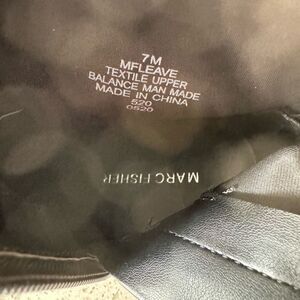 7M
MFLEAVE
TEXTILE UPPER
BALANCE MAN MADE
MADE IN CHINA
520
0520
MARC FISHER